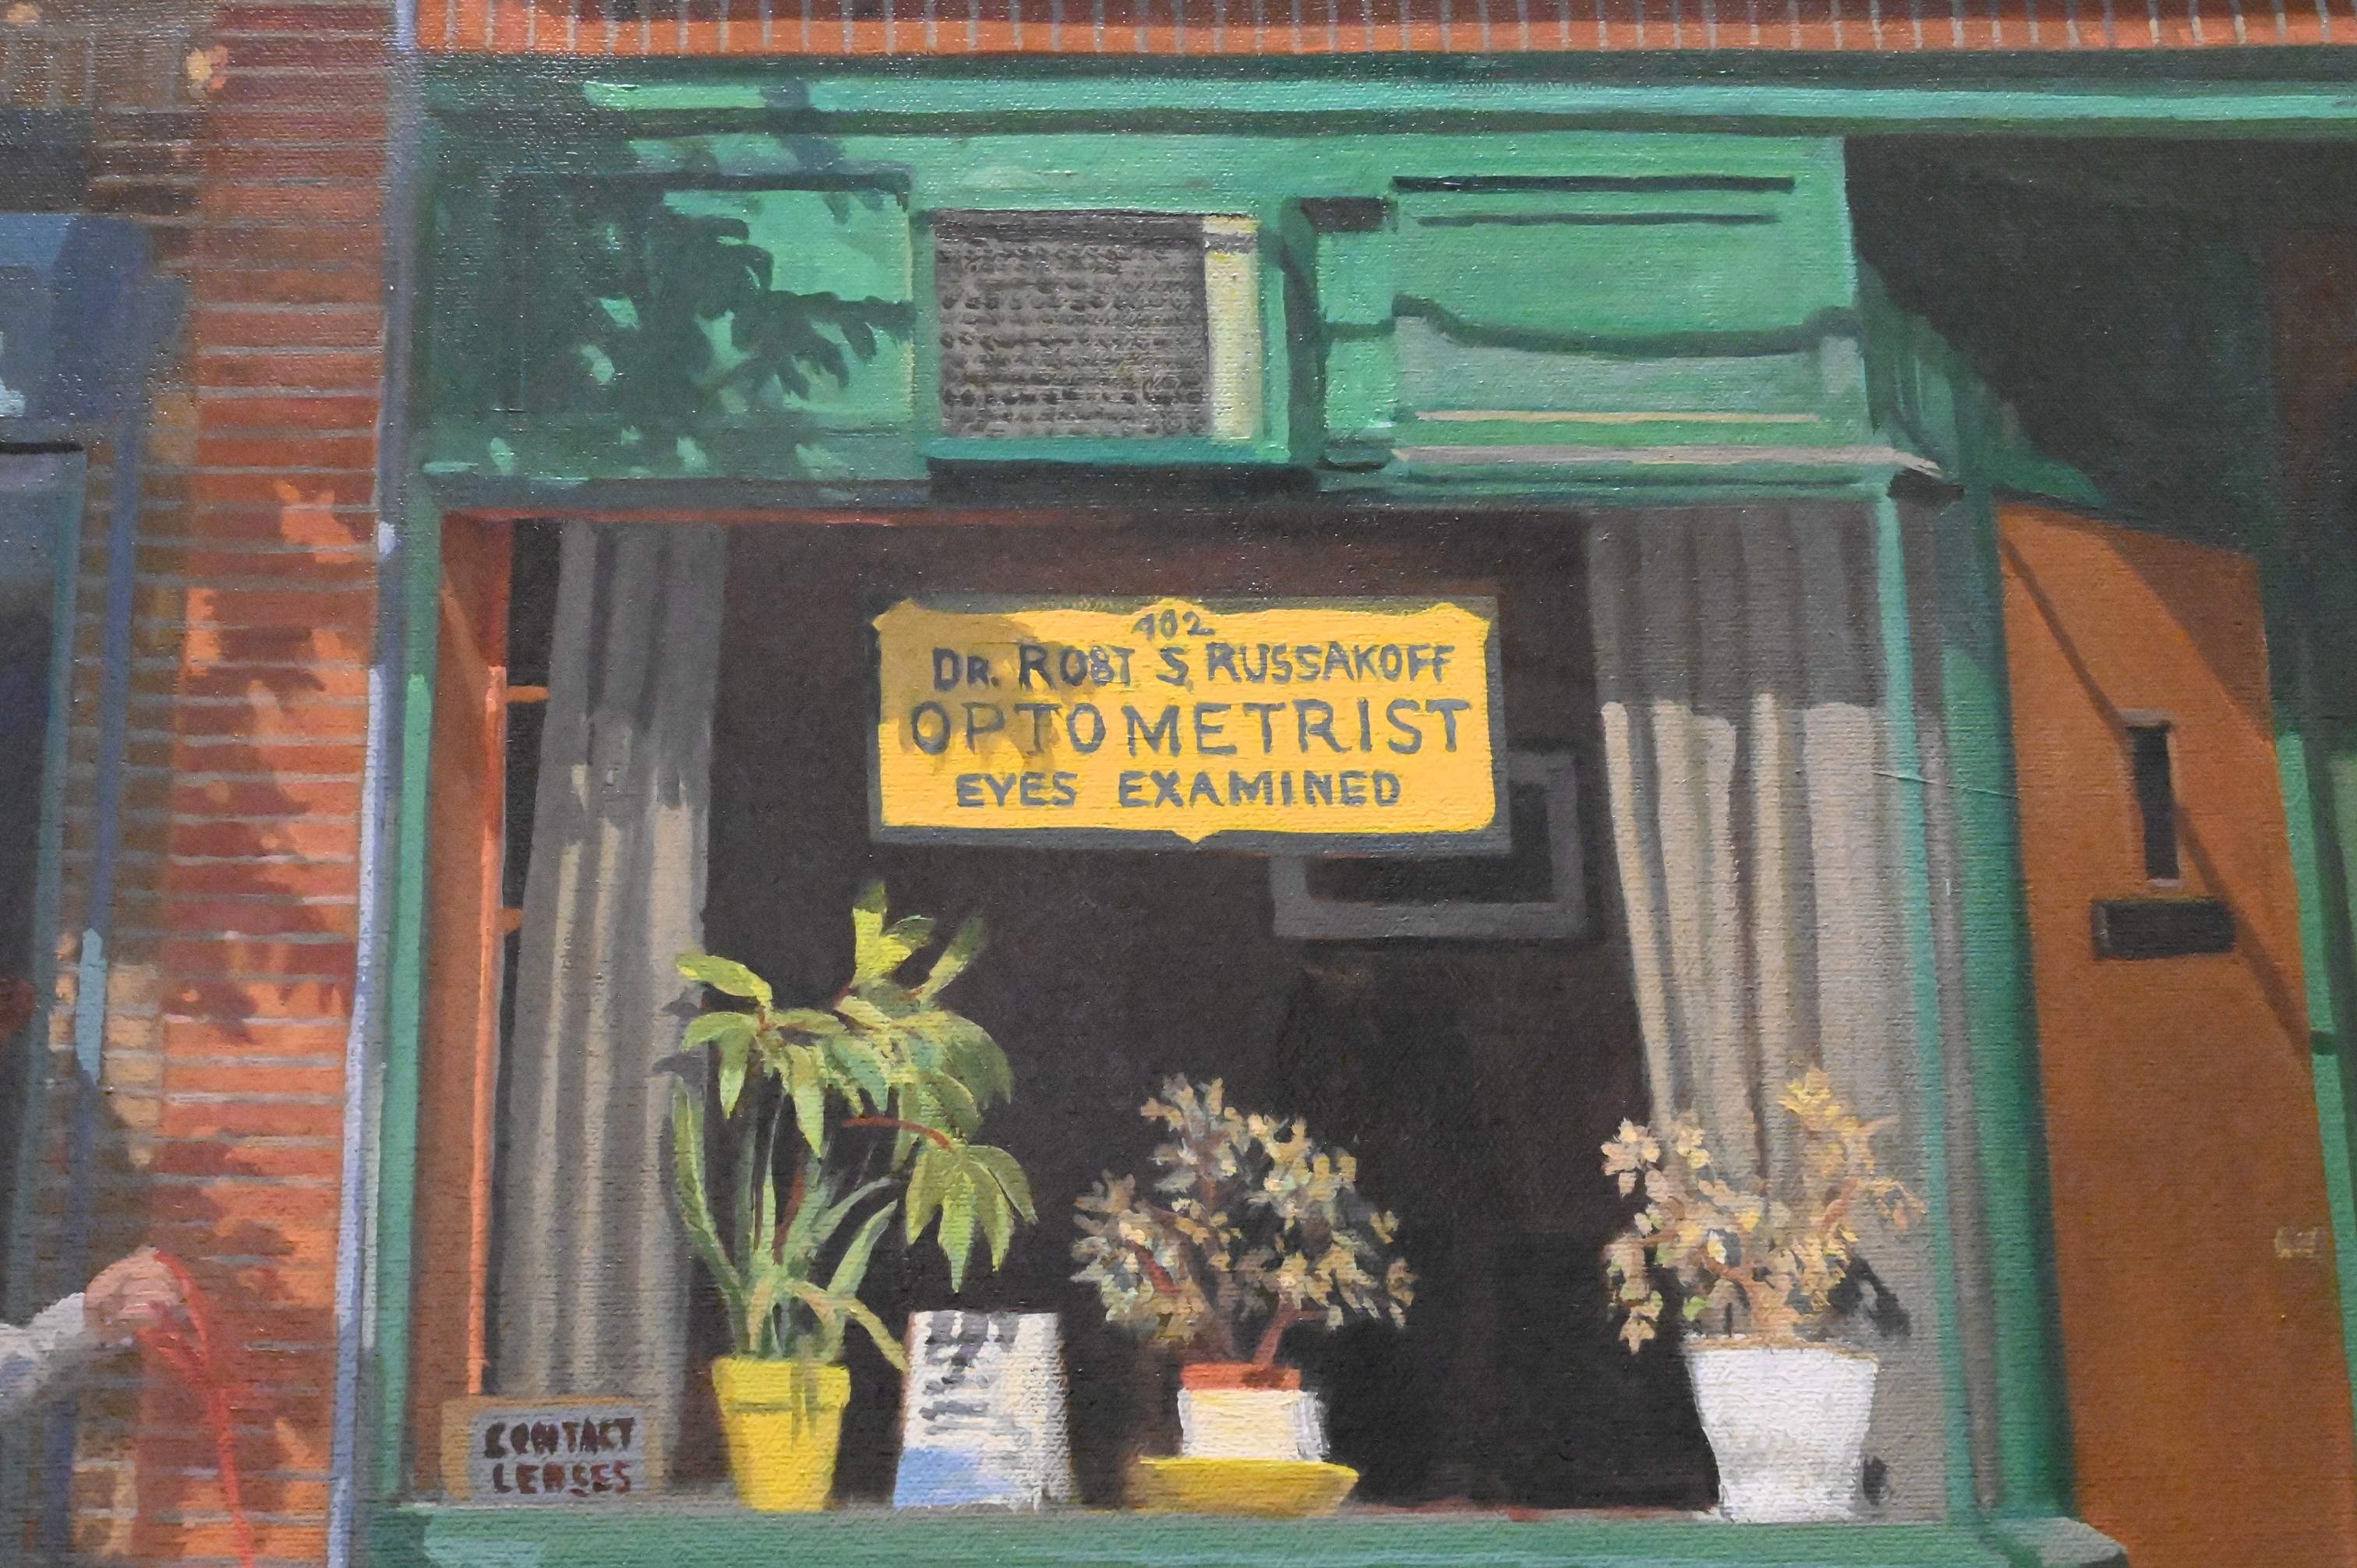 402
DR. ROBT S. RUSSAKOFF
OPTOMETRIST
EYES EXAMINED
CONTACT
LENSES